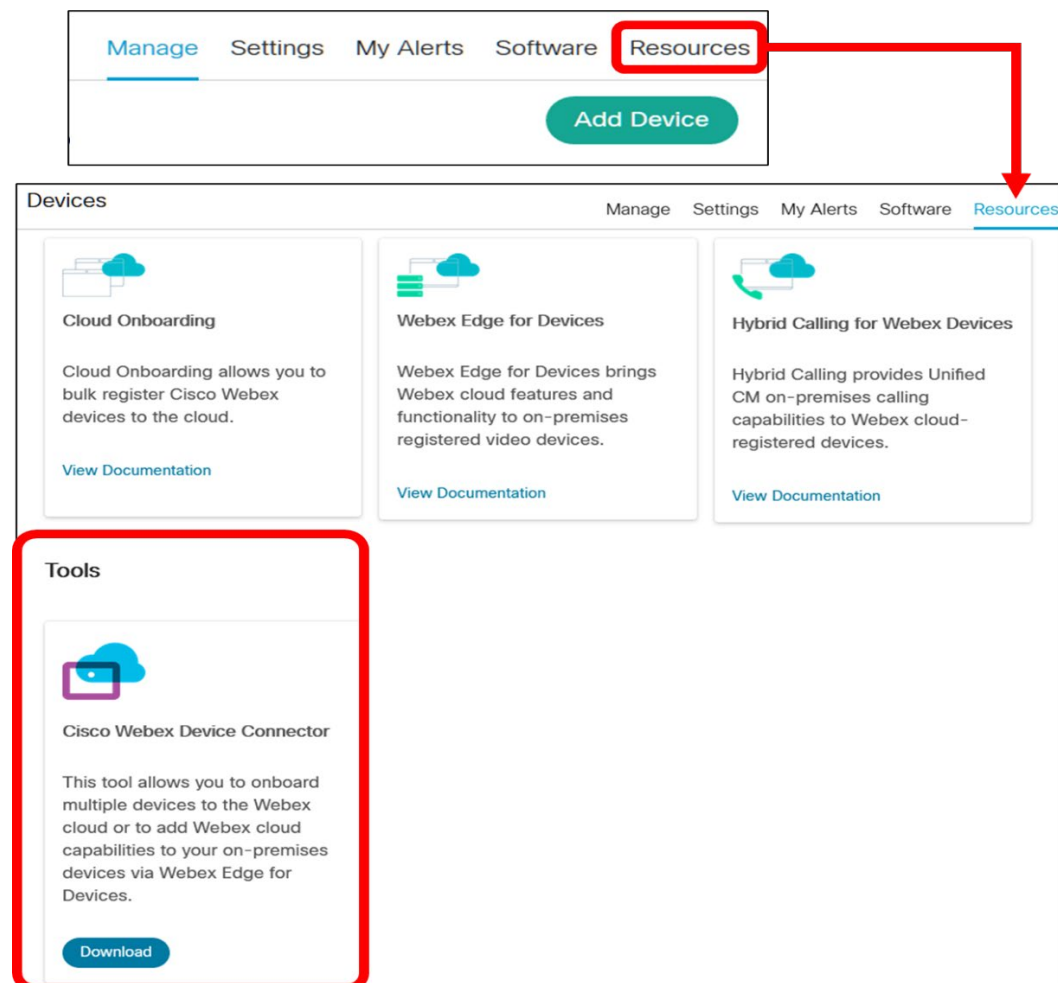 Manage Settings My Alerts Software Resources
Add Device
Devices
Manage Settings My Alerts Software Resources
Cloud Onboarding
Cloud Onboarding allows you to
bulk register Cisco Webex
devices to the cloud.
View Documentation
Webex Edge for Devices
Webex Edge for Devices brings
Webex cloud features and
functionality to on-premises
registered video devices.
View Documentation
Hybrid Calling for Webex Devices
Hybrid Calling provides Unified
CM on-premises calling
capabilities to Webex cloud-
registered devices.
View Documentation
Tools
Cisco Webex Device Connector
This tool allows you to onboard
multiple devices to the Webex
cloud or to add Webex cloud
capabilities to your on-premises
devices via Webex Edge for
Devices.
Download